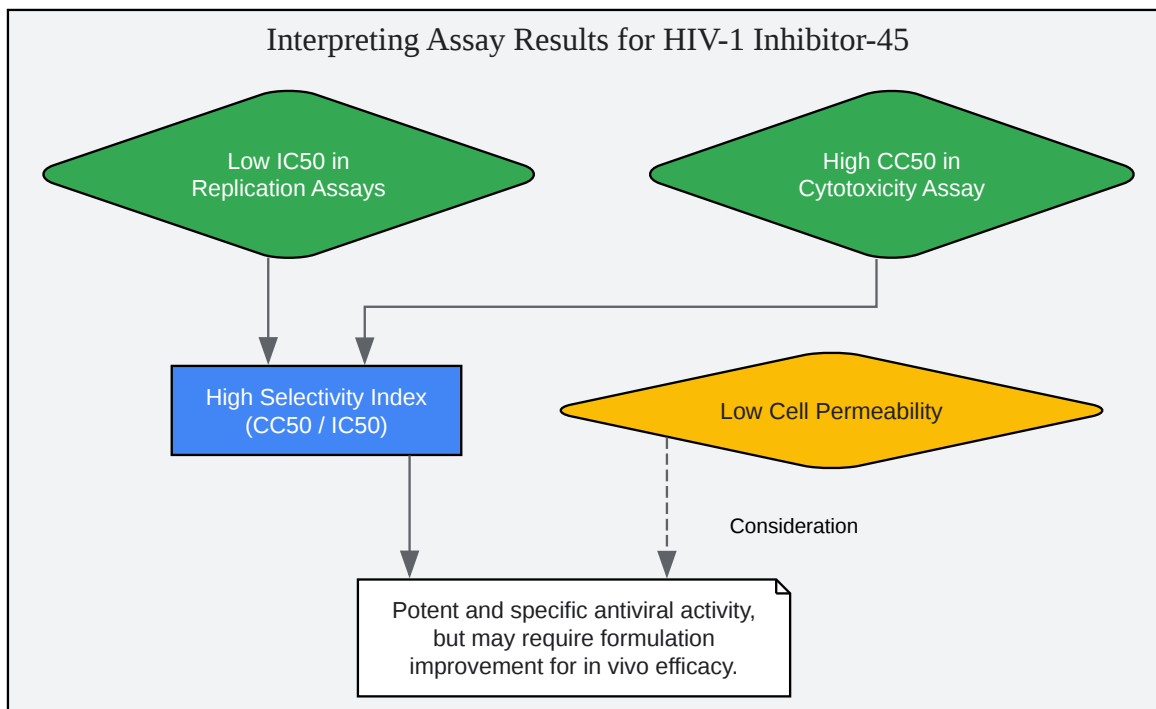 Interpreting Assay Results for HIV-1 Inhibitor-45
Low IC50 in
Replication Assays
High CC50 in
Cytotoxicity Assay
High Selectivity Index
(CC50 / IC50)
Low Cell Permeability
Consideration
Potent and specific antiviral activity,
but may require formulation
improvement for in vivo efficacy.